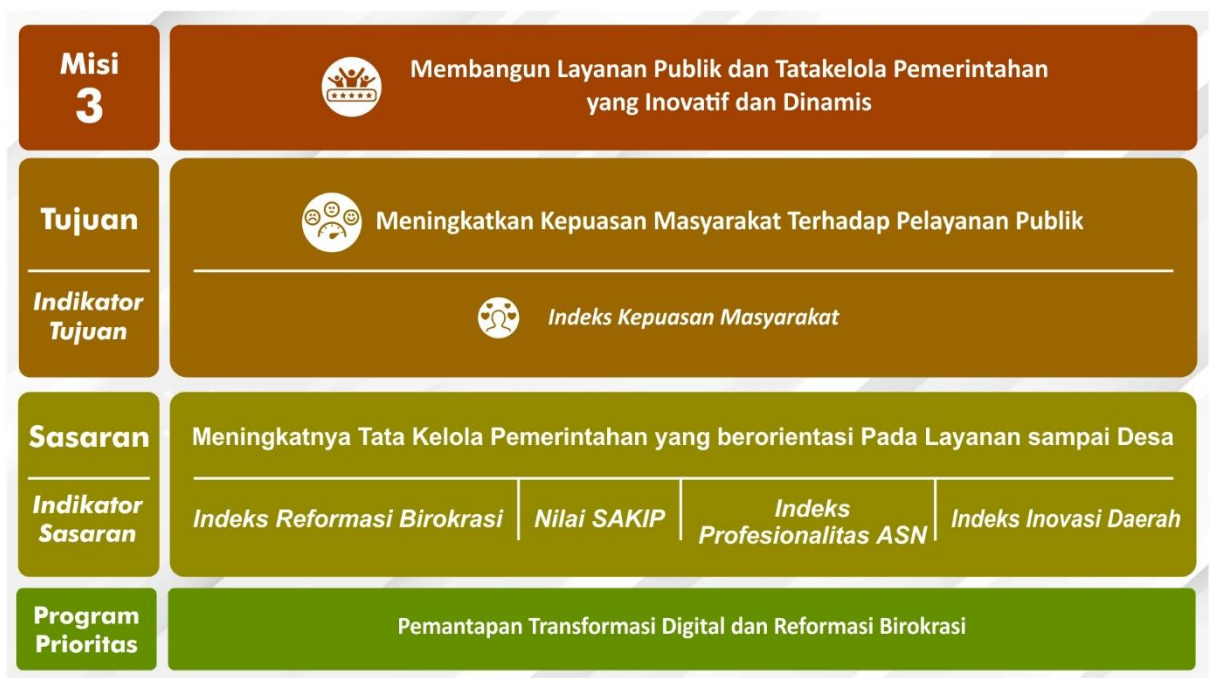 Misi
3
Membangun Layanan Publik dan Tatakelola Pemerintahan
yang Inovatif dan Dinamis
Tujuan
Meningkatkan Kepuasan Masyarakat Terhadap Pelayanan Publik
Indikator
Tujuan
Indeks Kepuasan Masyarakat
Sasaran
Meningkatnya Tata Kelola Pemerintahan yang berorientasi Pada Layanan sampai Desa
Indikator
Sasaran
Indeks Reformasi Birokrasi
Nilai SAKIP
Indeks
Profesionalitas ASN
Indeks Inovasi Daerah
Program
Prioritas
Pemantapan Transformasi Digital dan Reformasi Birokrasi